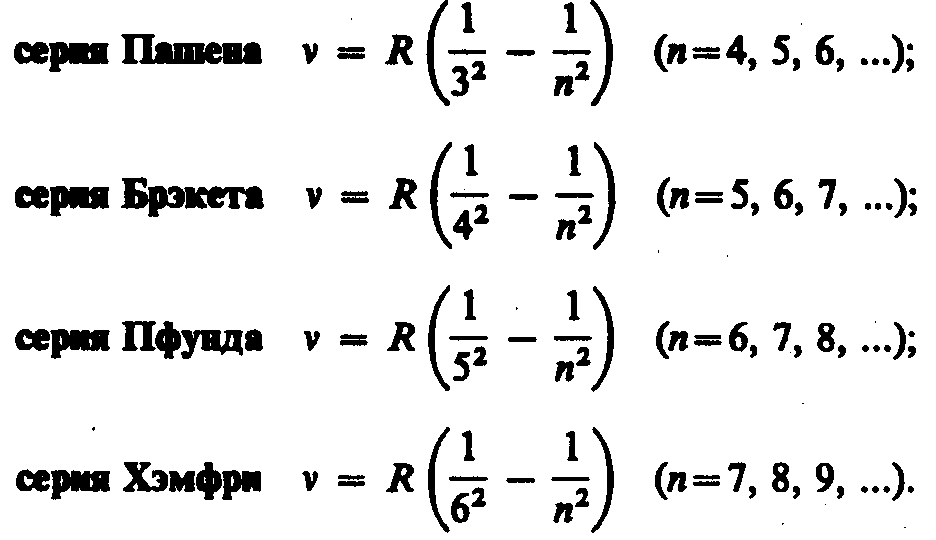 серия Пашена ν = R(1/3² − 1/n²) (n=4, 5, 6, ...);
серия Брэкета ν = R(1/4² − 1/n²) (n=5, 6, 7, ...);
серия Пфунда ν = R(1/5² − 1/n²) (n=6, 7, 8, ...);
серия Хэмфри ν = R(1/6² − 1/n²) (n=7, 8, 9, ...).